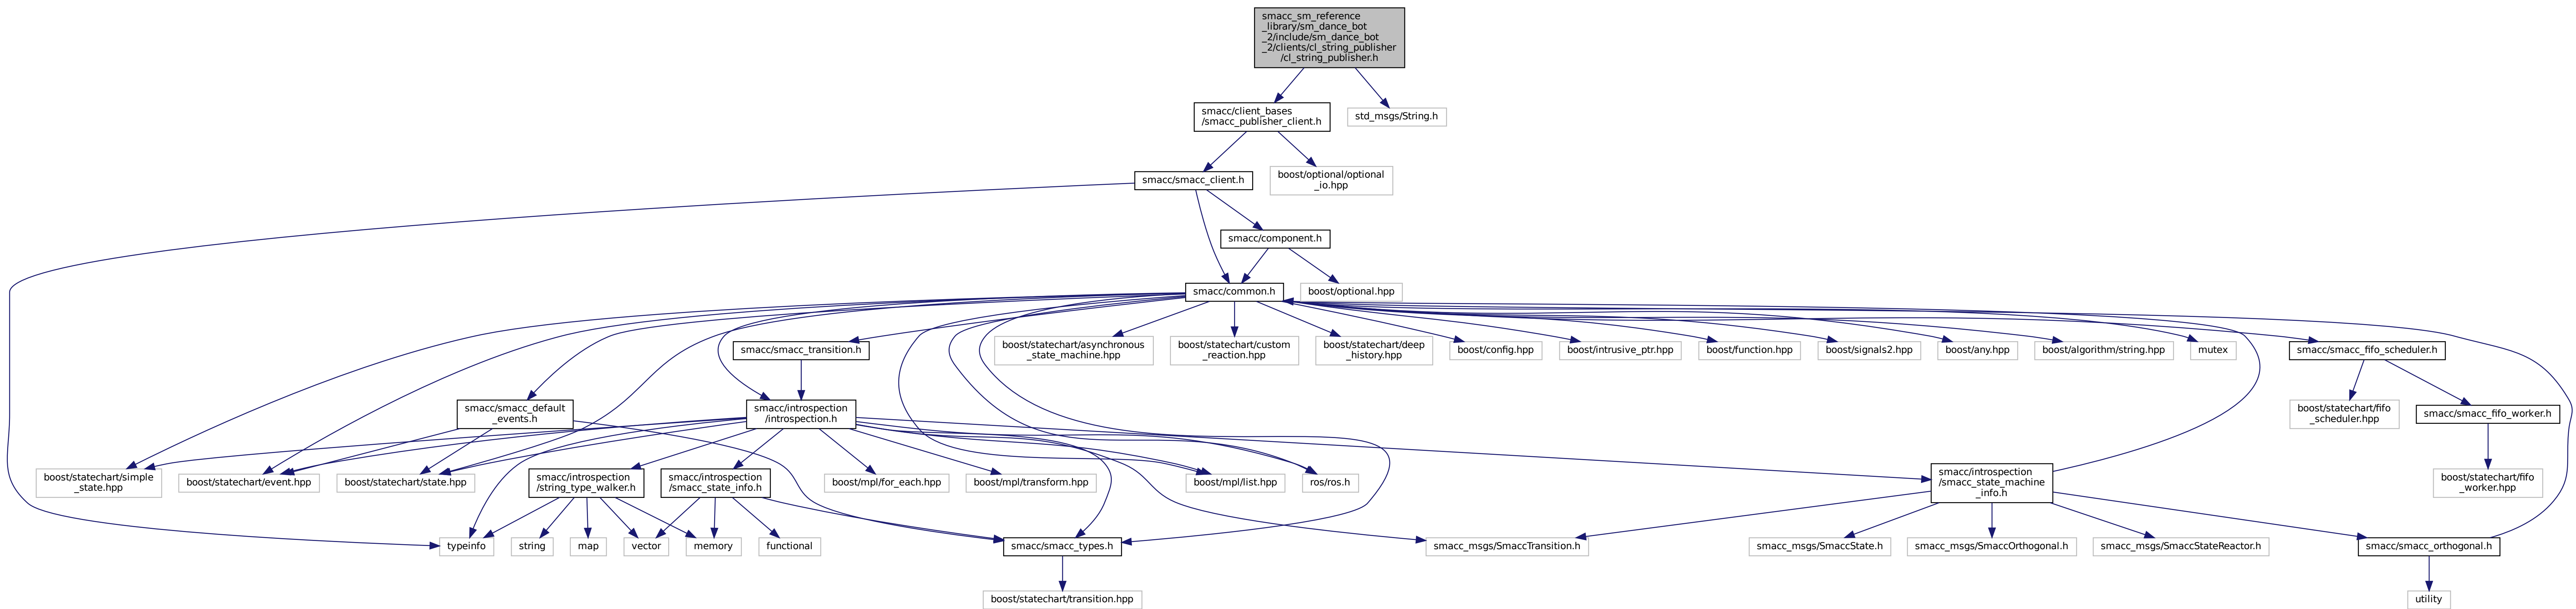 smacc_sm_reference
_library/sm_dance_bot
_2/include/sm_dance_bot
_2/clients/cl_string_publisher
/cl_string_publisher.h
smacc/client_bases
/smacc_publisher_client.h
std_msgs/String.h
smacc/smacc_client.h
boost/optional/optional
_io.hpp
smacc/component.h
smacc/common.h
boost/optional.hpp
smacc/smacc_transition.h
boost/statechart/asynchronous
_state_machine.hpp
boost/statechart/custom
_reaction.hpp
boost/statechart/deep
_history.hpp
boost/config.hpp
boost/intrusive_ptr.hpp
boost/function.hpp
boost/signals2.hpp
boost/any.hpp
boost/algorithm/string.hpp
mutex
smacc/smacc_fifo_scheduler.h
smacc/smacc_default
_events.h
smacc/introspection
/introspection.h
boost/statechart/fifo
_scheduler.hpp
smacc/smacc_fifo_worker.h
boost/statechart/simple
_state.hpp
boost/statechart/event.hpp
boost/statechart/state.hpp
smacc/introspection
/string_type_walker.h
smacc/introspection
/smacc_state_info.h
boost/mpl/for_each.hpp
boost/mpl/transform.hpp
boost/mpl/list.hpp
ros/ros.h
smacc/introspection
/smacc_state_machine
_info.h
boost/statechart/fifo
_worker.hpp
typeinfo
string
map
vector
memory
functional
smacc/smacc_types.h
smacc_msgs/SmaccTransition.h
smacc_msgs/SmaccState.h
smacc_msgs/SmaccOrthogonal.h
smacc_msgs/SmaccStateReactor.h
smacc/smacc_orthogonal.h
boost/statechart/transition.hpp
utility